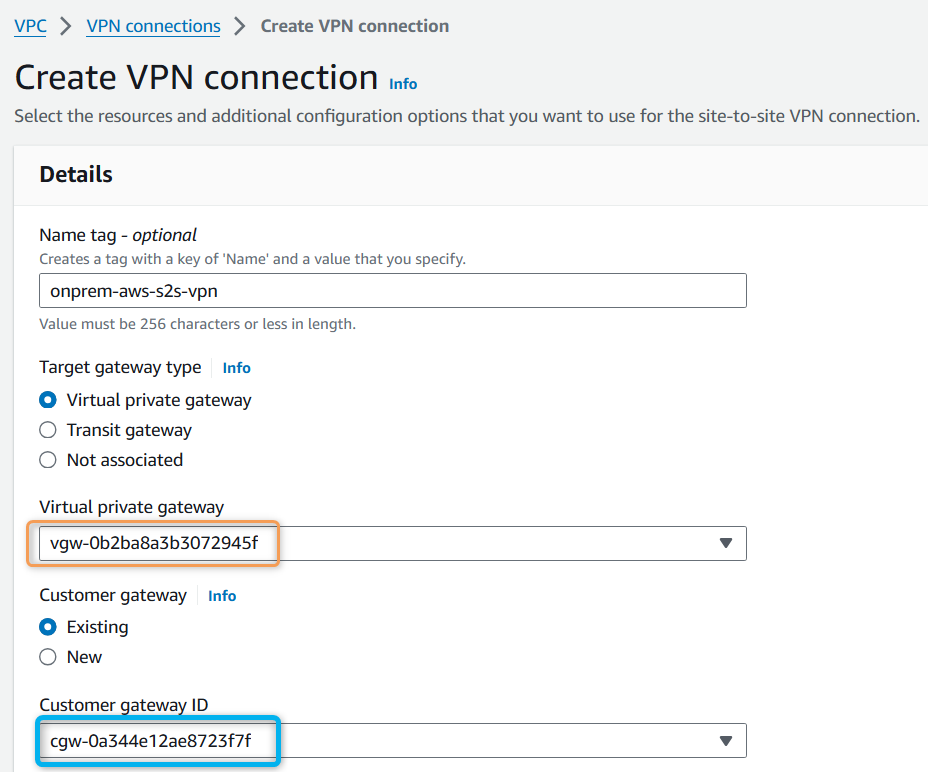 VPC > VPN connections > Create VPN connection
Create VPN connection Info
Select the resources and additional configuration options that you want to use for the site-to-site VPN connection.
Details
Name tag - optional
Creates a tag with a key of 'Name' and a value that you specify.
onprem-aws-s2s-vpn
Value must be 256 characters or less in length.
Target gateway type Info
Virtual private gateway
Transit gateway
Not associated
Virtual private gateway
vgw-0b2ba8a3b3072945f
Customer gateway Info
Existing
New
Customer gateway ID
cgw-0a344e12ae8723f7f